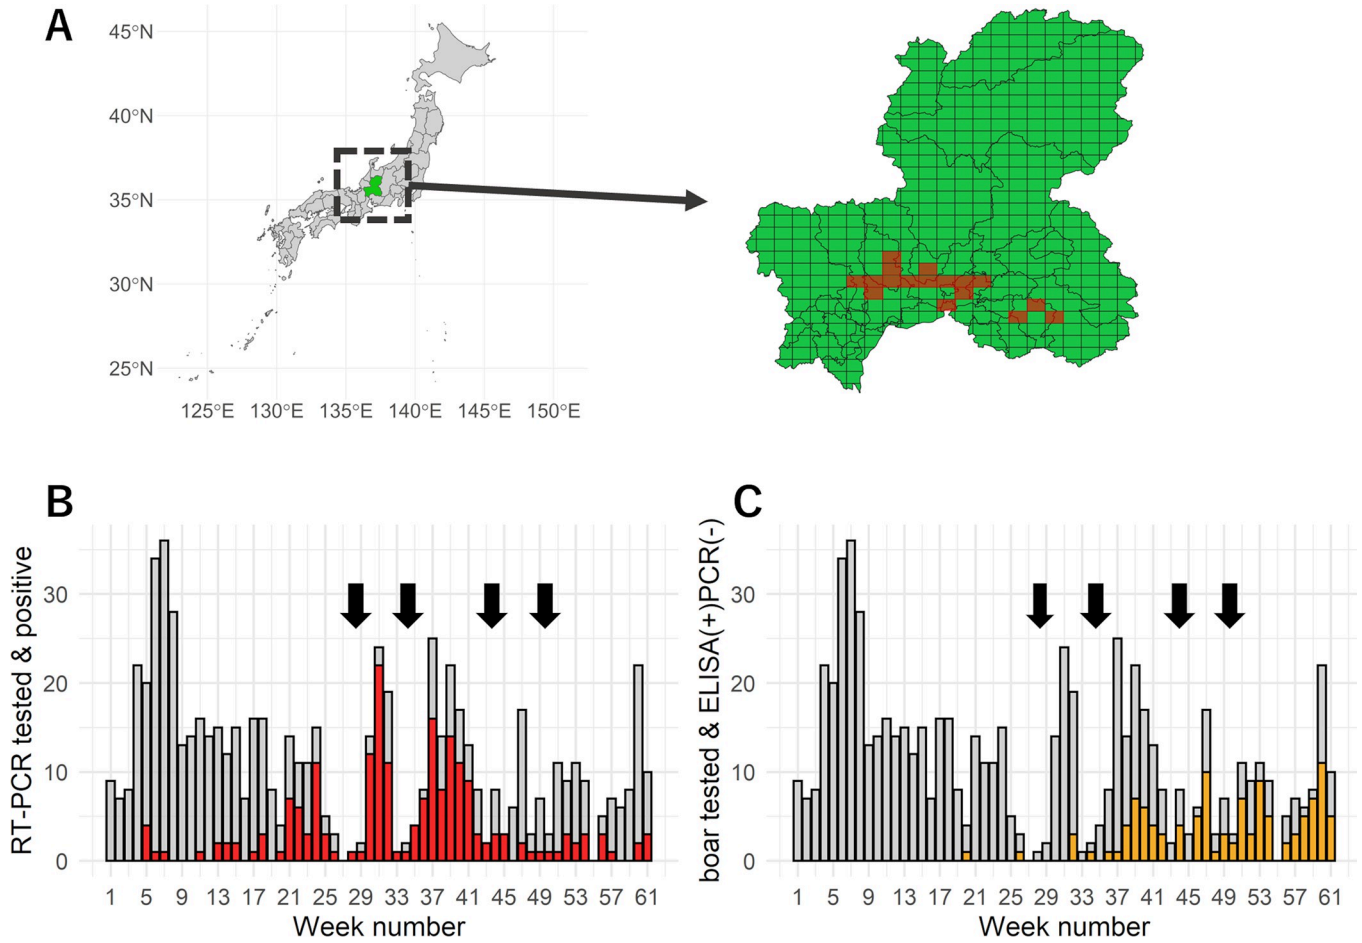 A
45°N
40°N
35°N
30°N
25°N
125°E 130°E 135°E 140°E 145°E 150°E
B
RT-PCR tested & positive
30
20
10
0
1 5 9 13 17 21 25 29 33 37 41 45 49 53 57 61
Week number
C
boar tested & ELISA(+)PCR(-)
30
20
10
0
1 5 9 13 17 21 25 29 33 37 41 45 49 53 57 61
Week number